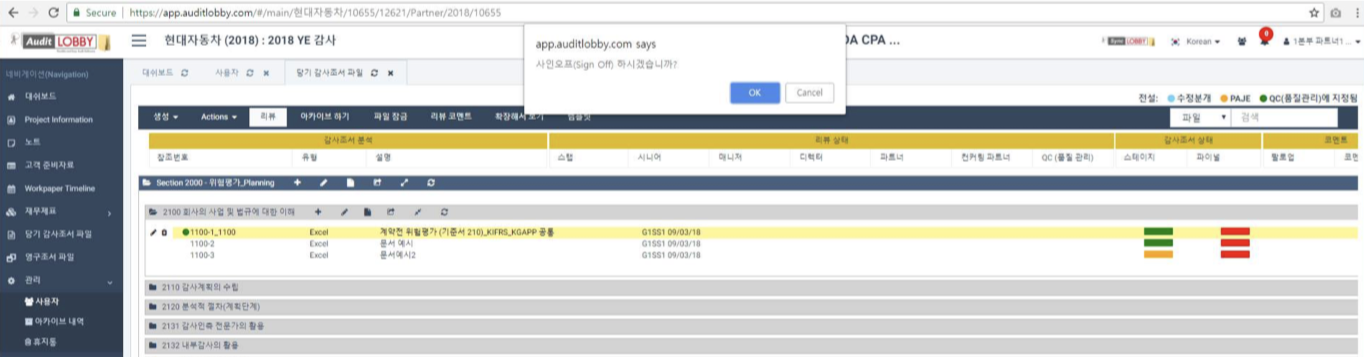 Secure | https://app.auditlobby.com/#/main/현대자동차/10655/12621/Partner/2018/10655
Audit LOBBY
현대자동차 (2018) : 2018 YE 감사
DA CPA ...
LOBBY
Korean
0
1본부 파트너1 ...
app.auditlobby.com says
사인오프(Sign Off) 하시겠습니까?
OK
Cancel
네비게이션(Navigation)
대쉬보드
Project Information
노트
고객 준비자료
Workpaper Timeline
재무제표
당기 감사조서 파일
영구조서 파일
관리
사용자
아카이브 내역
휴지통
대쉬보드
사용자
당기 감사조서 파일
전설: 수정분개 PAJE QC(품질관리)에 지정됨
생성
Actions
리뷰
아카이브 하기
파일 잠금
리뷰 코멘트
확장해서 보기
파일
검색
감사조서 분석
리뷰 상태
감사조서 상태
코멘트
참조번호
유형
설명
스탭
시니어
매니저
디렉터
파트너
컨커링 파트너
QC (품질 관리)
스테이지
파이널
팔로업
Section 2000 - 위험평가_Planning
2100 회사의 사업 및 법규에 대한 이해
1100-1_1100 Excel 계약전 위험평가 (기준서 210)_KIFRS_KGAPP 공통 G1SS1 09/03/18
1100-2 Excel 문서 예시 G1SS1 09/03/18
1100-3 Excel 문서예시2 G1SS1 09/03/18
2110 감사계획의 수립
2120 분석적 절차(계획단계)
2131 감사인측 전문가의 활용
2132 내부감사의 활용